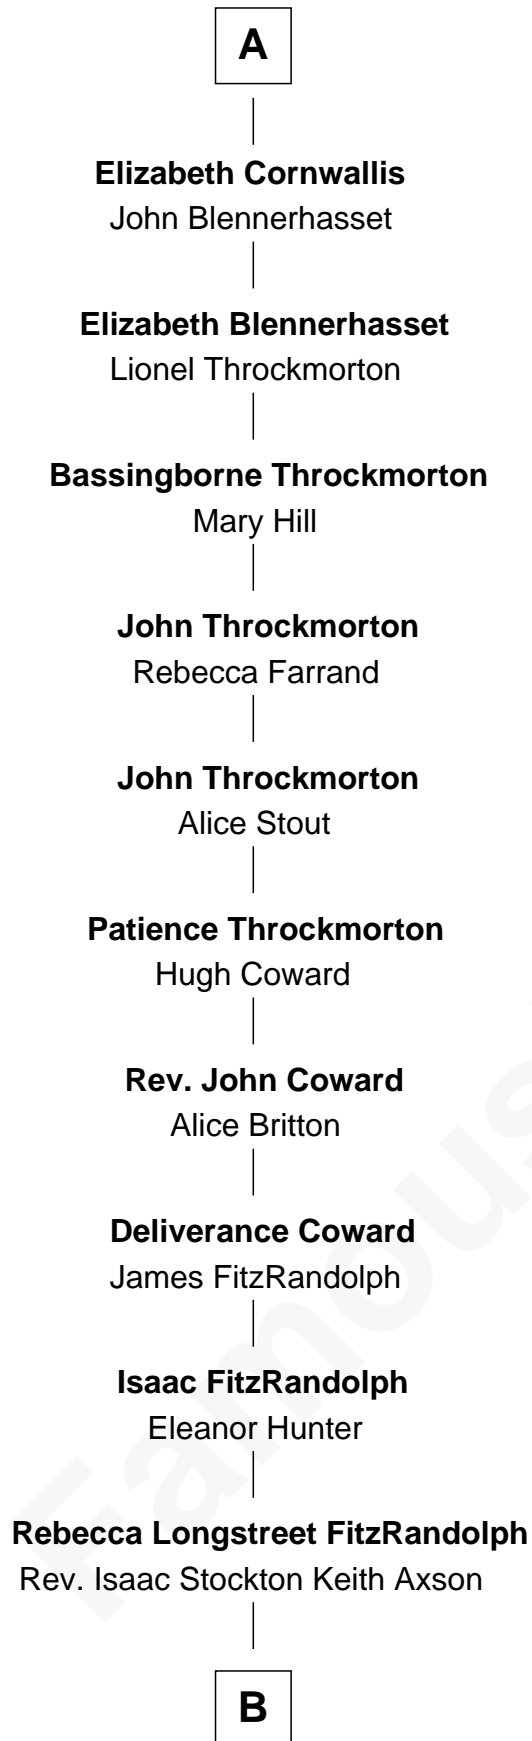 A
Elizabeth Cornwallis
John Blennerhasset
Elizabeth Blennerhasset
Lionel Throckmorton
Bassingborne Throckmorton
Mary Hill
John Throckmorton
Rebecca Farrand
John Throckmorton
Alice Stout
Patience Throckmorton
Hugh Coward
Rev. John Coward
Alice Britton
Deliverance Coward
James FitzRandolph
Isaac FitzRandolph
Eleanor Hunter
Rebecca Longstreet FitzRandolph
Rev. Isaac Stockton Keith Axson
B
Famous